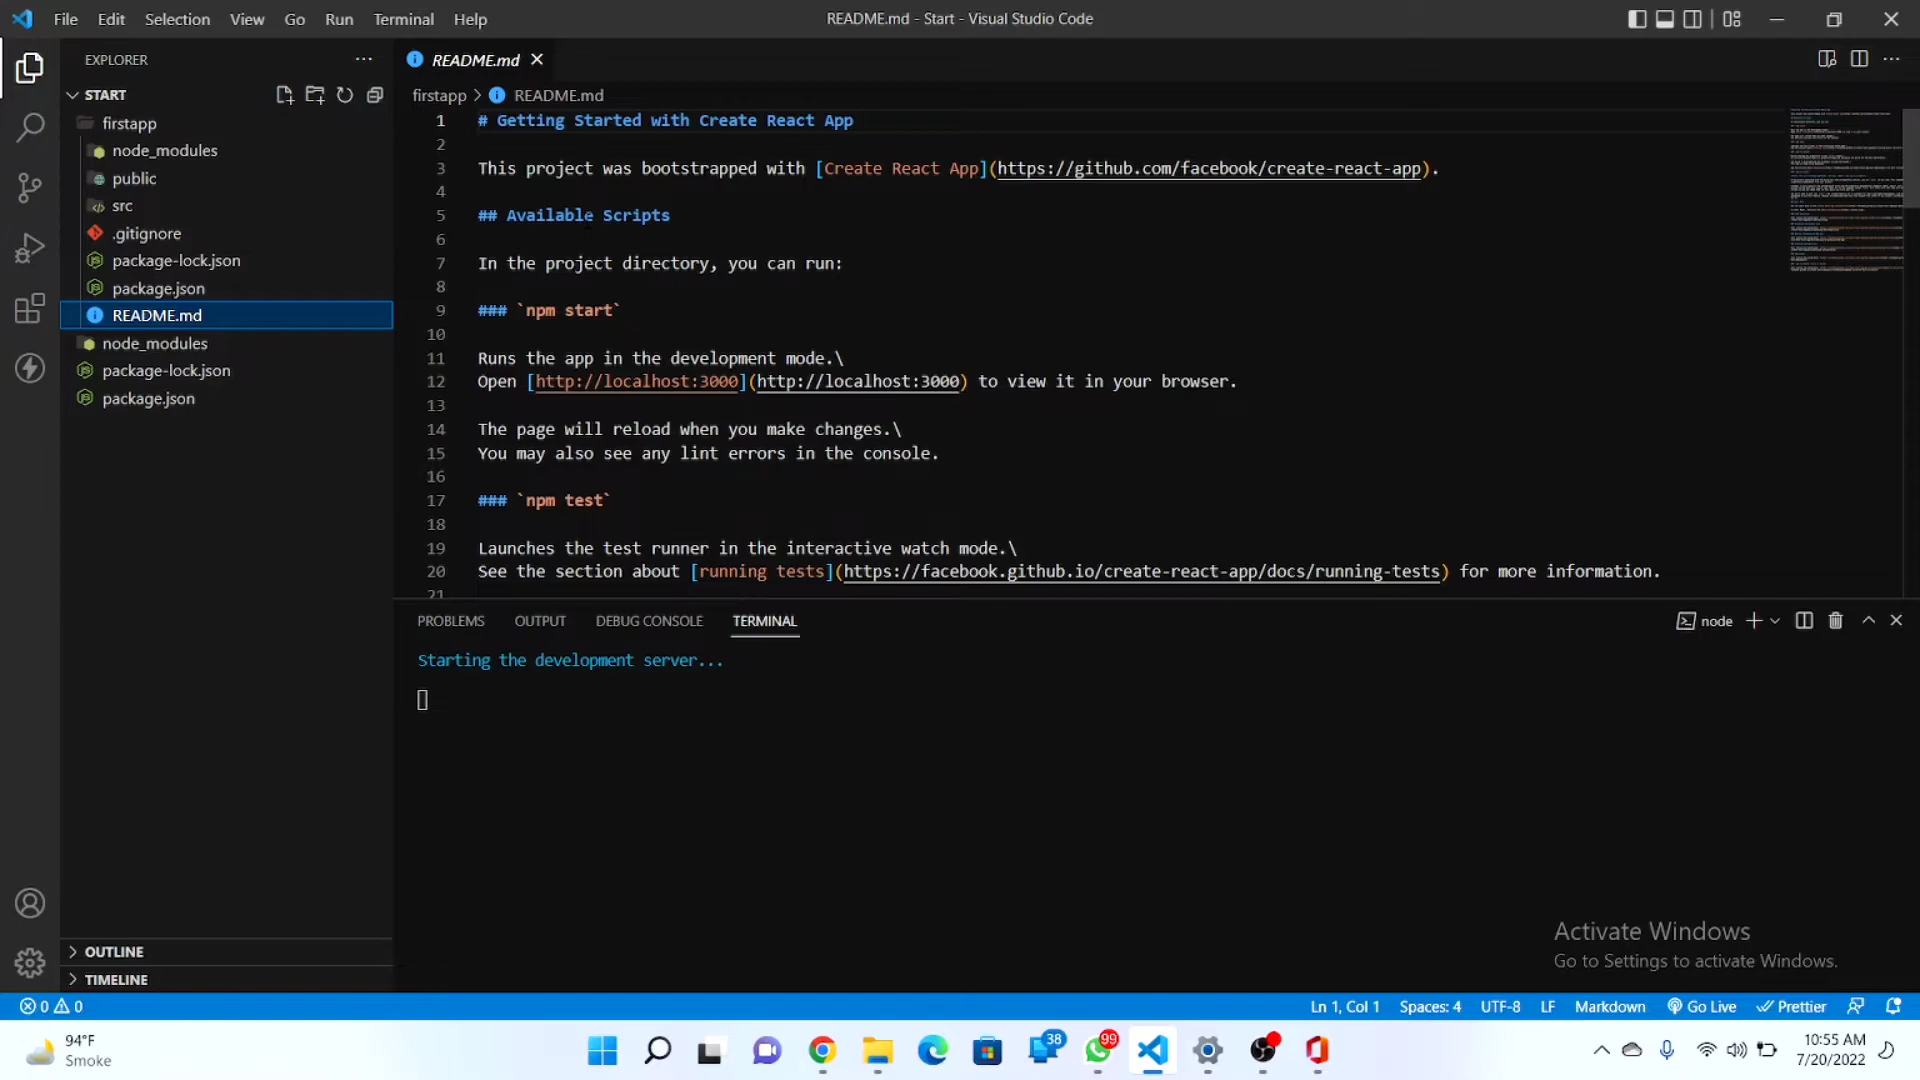 File Edit Selection View Go Run Terminal Help
README.md - Start - Visual Studio Code
EXPLORER
START
firstapp
node_modules
public
src
.gitignore
package-lock.json
package.json
README.md
node_modules
package-lock.json
package.json
OUTLINE
TIMELINE
README.md
firstapp > README.md
1 # Getting Started with Create React App
2
3 This project was bootstrapped with [Create React App](https://github.com/facebook/create-react-app).
4
5 ## Available Scripts
6
7 In the project directory, you can run:
8
9 ### `npm start`
10
11 Runs the app in the development mode.\
12 Open [http://localhost:3000](http://localhost:3000) to view it in your browser.
13
14 The page will reload when you make changes.\
15 You may also see any lint errors in the console.
16
17 ### `npm test`
18
19 Launches the test runner in the interactive watch mode.\
20 See the section about [running tests](https://facebook.github.io/create-react-app/docs/running-tests) for more information.
21
PROBLEMS OUTPUT DEBUG CONSOLE TERMINAL
node
Starting the development server...
Activate Windows
Go to Settings to activate Windows.
0 0
Ln 1, Col 1 Spaces: 4 UTF-8 LF Markdown Go Live Prettier
94°F
Smoke
38
99
10:55 AM
7/20/2022